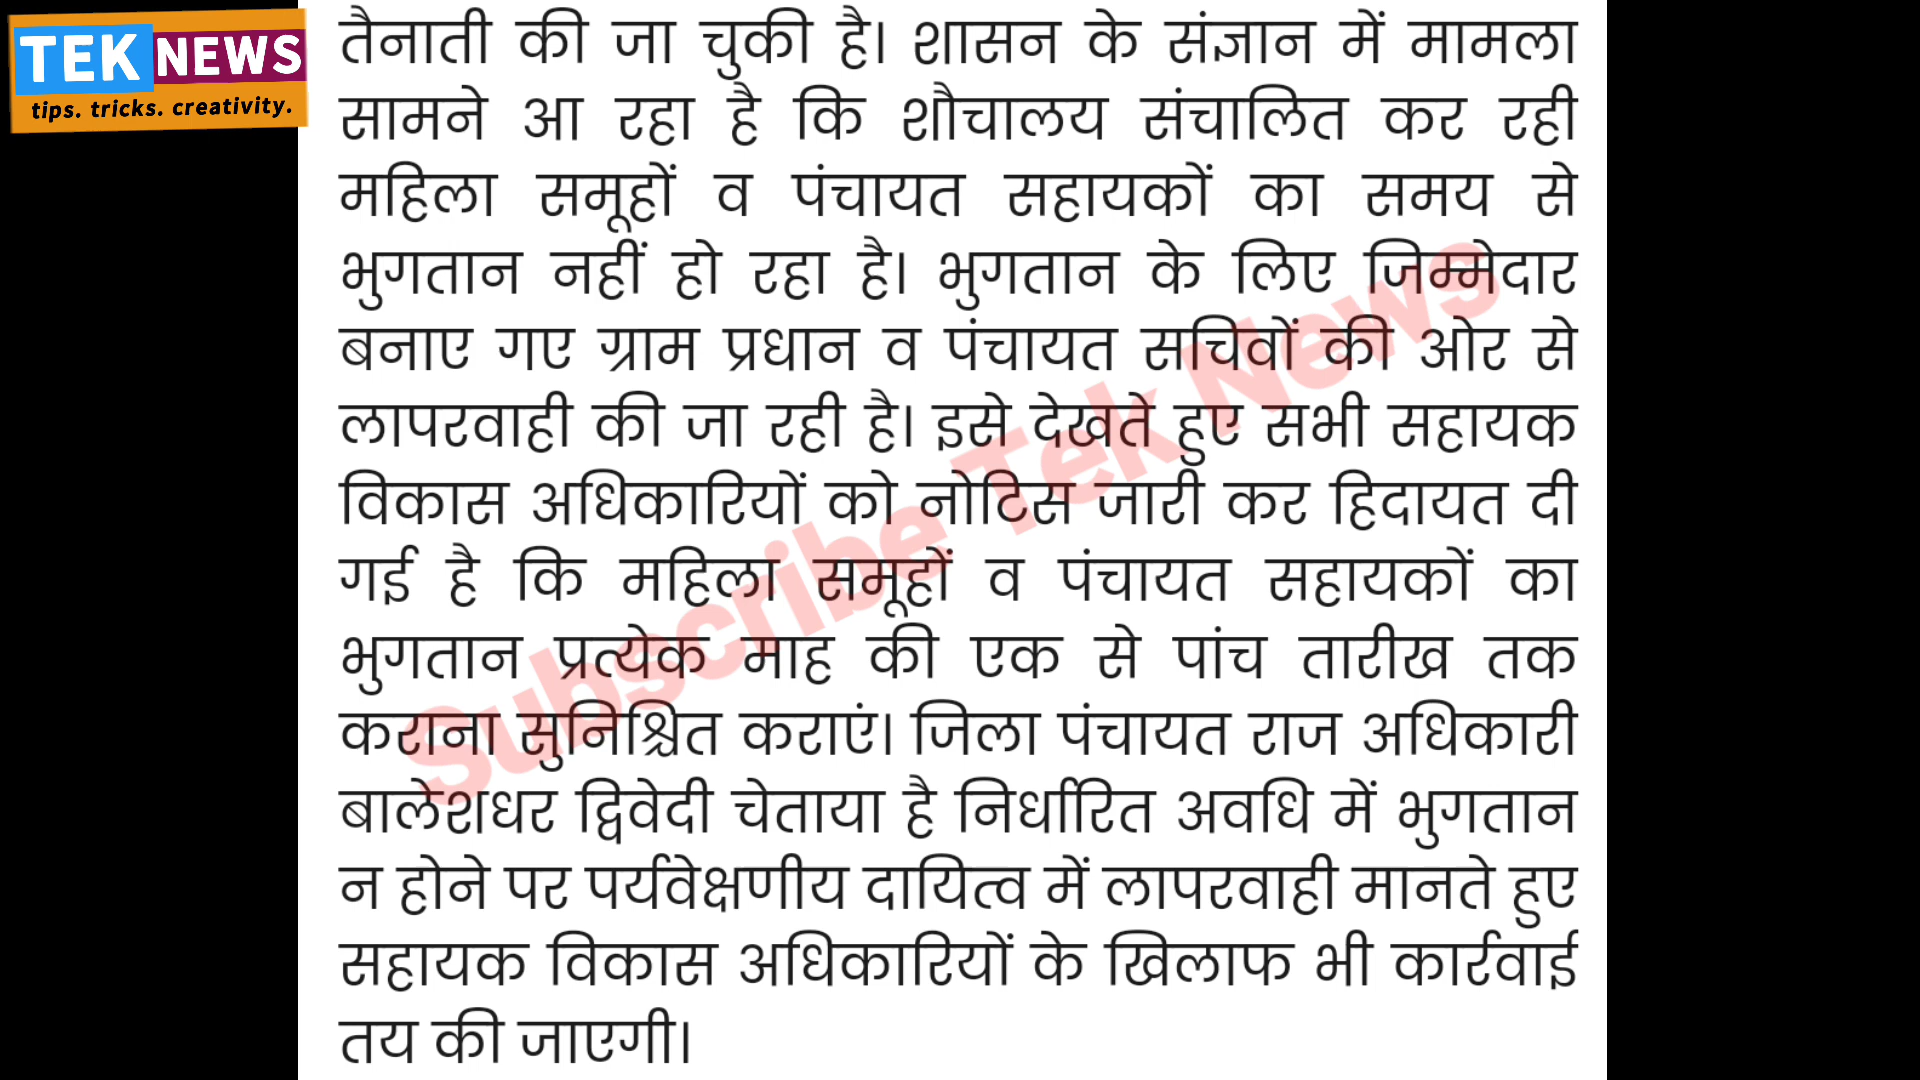 TEK NEWS
tips. tricks. creativity.
तैनाती की जा चुकी है। शासन के संज्ञान में मामला
सामने आ रहा है कि शौचालय संचालित कर रही
महिला समूहों व पंचायत सहायकों का समय से
भुगतान नहीं हो रहा है। भुगतान के लिए जिम्मेदार
बनाए गए ग्राम प्रधान व पंचायत सचिवों की ओर से
लापरवाही की जा रही है। इसे देखते हुए सभी सहायक
विकास अधिकारियों को नोटिस जारी कर हिदायत दी
गई है कि महिला समूहों व पंचायत सहायकों का
भुगतान प्रत्येक माह की एक से पांच तारीख तक
कराना सुनिश्चित कराएं। जिला पंचायत राज अधिकारी
बालेशधर द्विवेदी चेताया है निर्धारित अवधि में भुगतान
न होने पर पर्यवेक्षणीय दायित्व में लापरवाही मानते हुए
सहायक विकास अधिकारियों के खिलाफ भी कार्रवाई
तय की जाएगी।
Subscribe Tek News